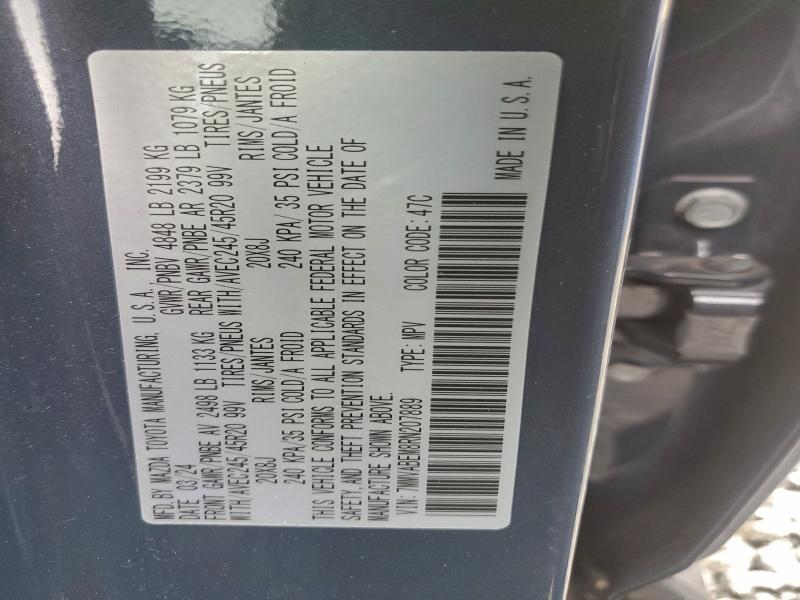 MFD. BY MAZDA TOYOTA MANUFACTURING, U.S.A., INC.
DATE 03/24 GVWR/PNBV 4848 LB 2199 KG
FRONT GAWR/PNBE AV 2498 LB 1133 KG REAR GAWR/PNBE AR 2379 LB 1079 KG
WITH/AVEC245/45R20 99V TIRES/PNEUS WITH/AVEC245/45R20 99V TIRES/PNEUS
20X8J RIMS/JANTES 20X8J RIMS/JANTES
240 KPA/35 PSI COLD/A FROID 240 KPA/ 35 PSI COLD/A FROID
THIS VEHICLE CONFORMS TO ALL APPLICABLE FEDERAL MOTOR VEHICLE
SAFETY AND THEFT PREVENTION STANDARDS IN EFFECT ON THE DATE OF
MANUFACTURE SHOWN ABOVE.
VIN: 7MMVABEM8RN207889 TYPE: MPV COLOR CODE: 47C
MADE IN U.S.A.